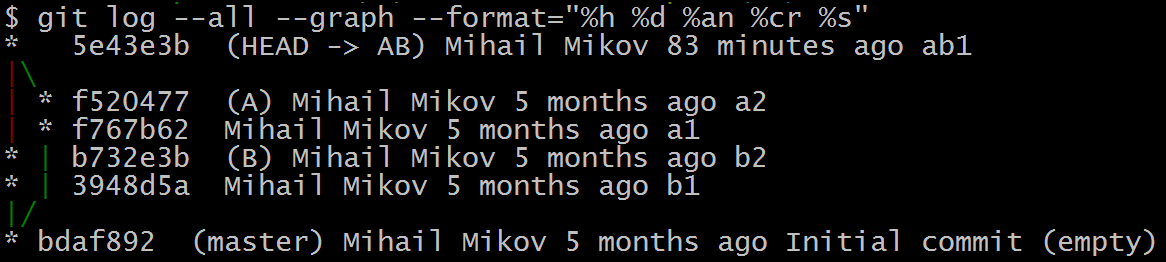 $ git log --all --graph --format="%h %d %an %cr %s"
*   5e43e3b  (HEAD -> AB) Mihail Mikov 83 minutes ago ab1
|\
| * f520477  (A) Mihail Mikov 5 months ago a2
| * f767b62  Mihail Mikov 5 months ago a1
* | b732e3b  (B) Mihail Mikov 5 months ago b2
* | 3948d5a  Mihail Mikov 5 months ago b1
|/
* bdaf892  (master) Mihail Mikov 5 months ago Initial commit (empty)